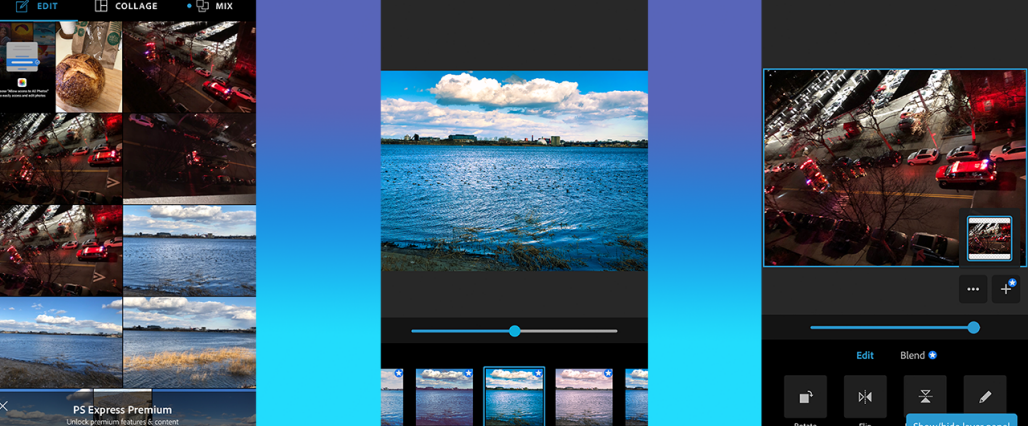 EDIT
COLLAGE
MIX
PS Express Premium
Unlock premium features & content
Edit
Blend
Rotate
Flip
Show/hide layer panel